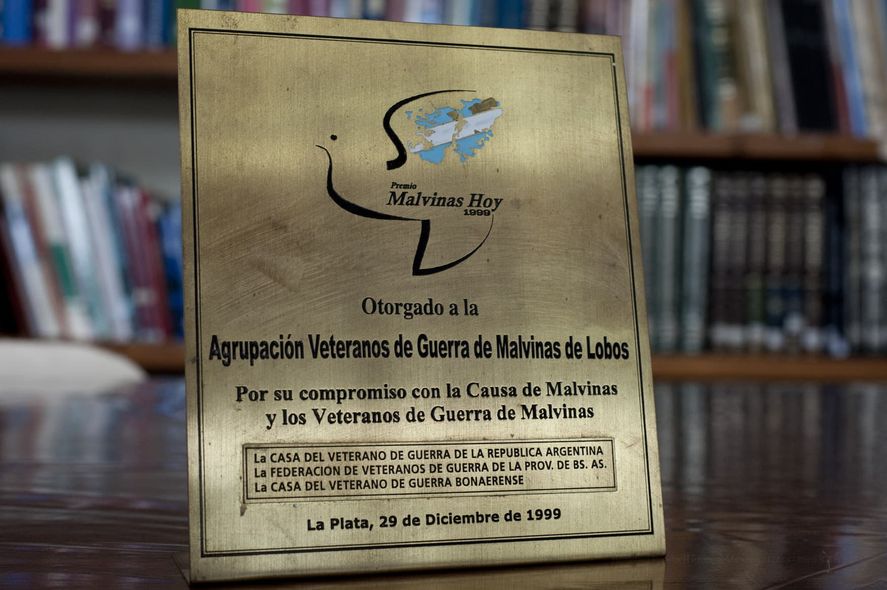 Premio
Malvinas Hoy
1999
Otorgado a la
Agrupación Veteranos de Guerra de Malvinas de Lobos
Por su compromiso con la Causa de Malvinas
y los Veteranos de Guerra de Malvinas
La CASA DEL VETERANO DE GUERRA DE LA REPUBLICA ARGENTINA
La FEDERACION DE VETERANOS DE GUERRA DE LA PROV. DE BS. AS.
La CASA DEL VETERANO DE GUERRA BONAERENSE
La Plata, 29 de Diciembre de 1999